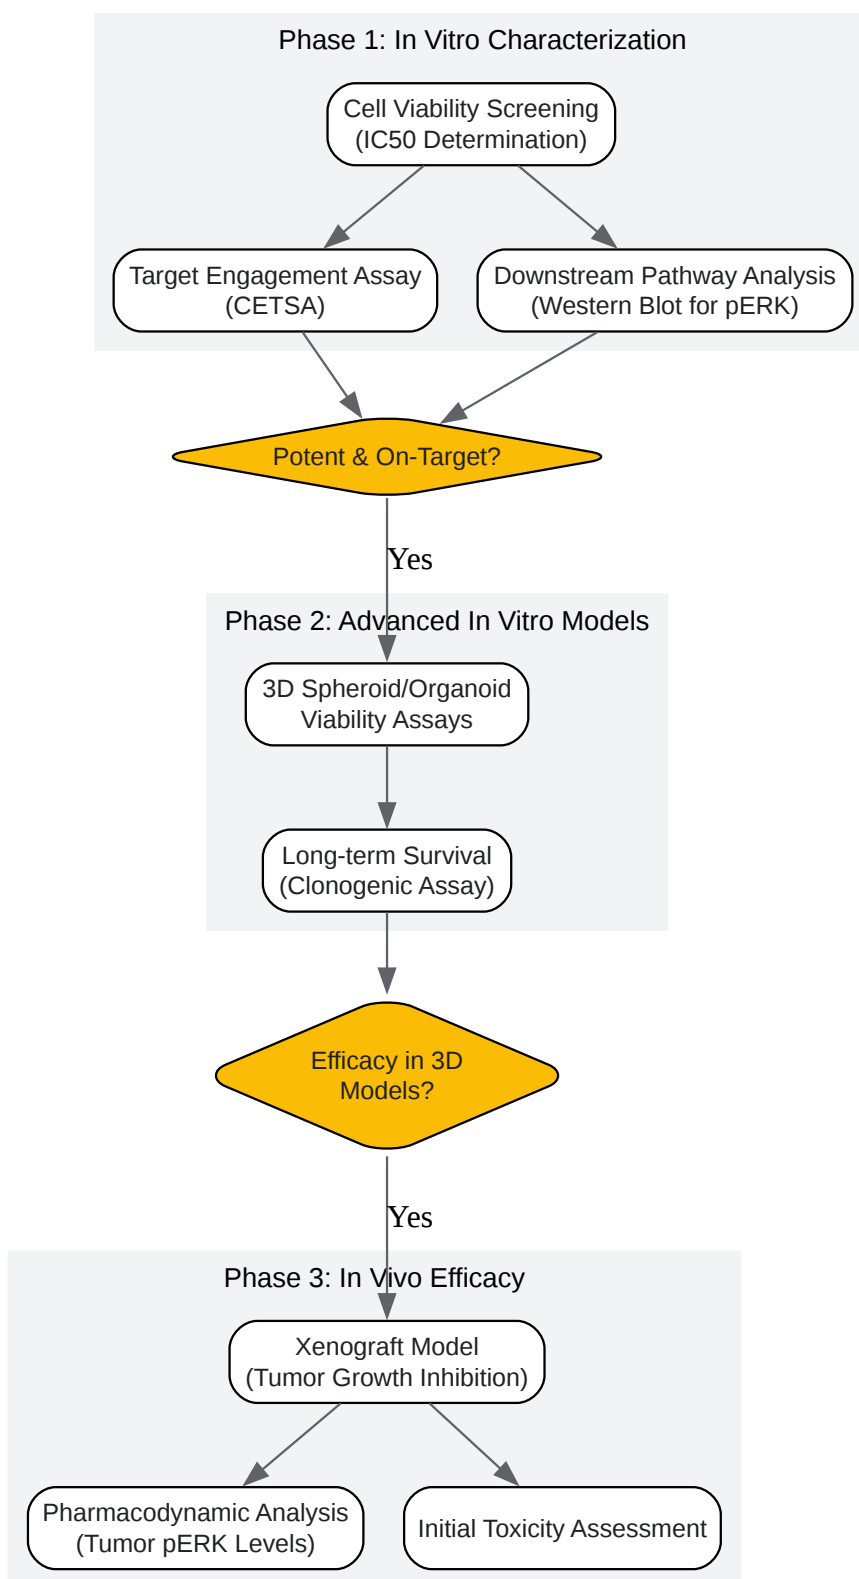 Phase 1: In Vitro Characterization
Cell Viability Screening
(IC50 Determination)
Target Engagement Assay
(CETSA)
Downstream Pathway Analysis
(Western Blot for pERK)
Potent & On-Target?
Yes
Phase 2: Advanced In Vitro Models
3D Spheroid/Organoid
Viability Assays
Long-term Survival
(Clonogenic Assay)
Efficacy in 3D
Models?
Yes
Phase 3: In Vivo Efficacy
Xenograft Model
(Tumor Growth Inhibition)
Pharmacodynamic Analysis
(Tumor pERK Levels)
Initial Toxicity Assessment